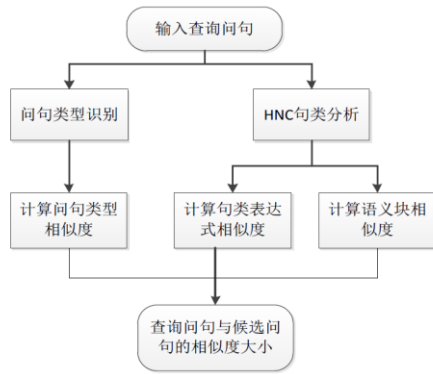 输入查询问句
问句类型识别
HNC句类分析
计算问句类型
相似度
计算句类表达
式相似度
计算语义块相
似度
查询问句与候选问
句的相似度大小